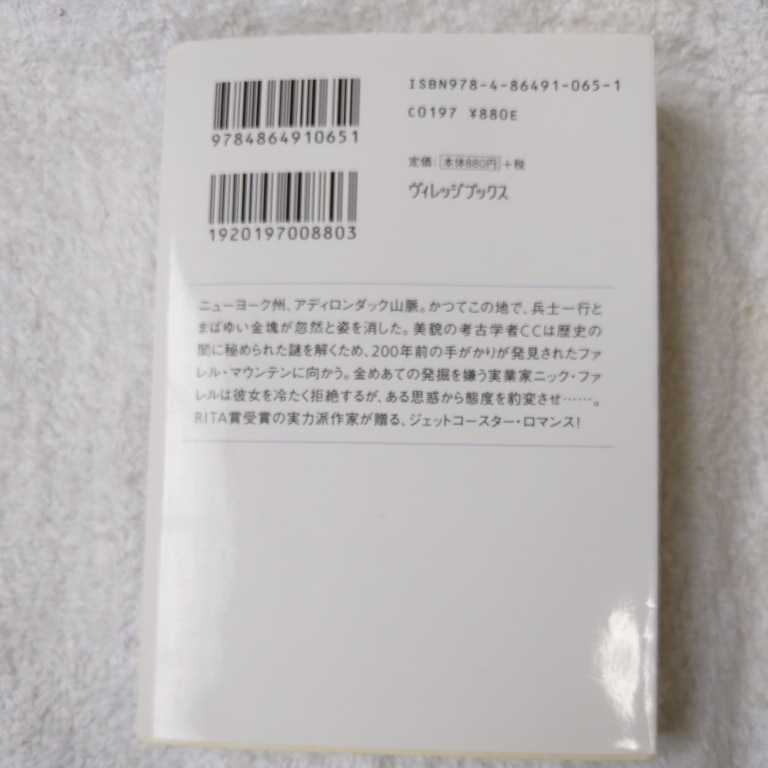 ISBN978-4-86491-065-1
C0197 ¥880E
9784864910651
定価：本体880円＋税
ヴィレッジブックス
1920197008803
ニューヨーク州、アディロンダック山脈。かつてこの地で、兵士一行と
まばゆい金塊が忽然と姿を消した。美貌の考古学者CCは歴史の
闇に秘められた謎を解くため、200年前の手がかりが発見されたファ
レル・マウンテンに向かう。金めあての発掘を嫌う実業家ニック・ファ
レルは彼女を冷たく拒絶するが、ある思惑から態度を豹変させ……。
RITA賞受賞の実力派作家が贈る、ジェットコースター・ロマンス！